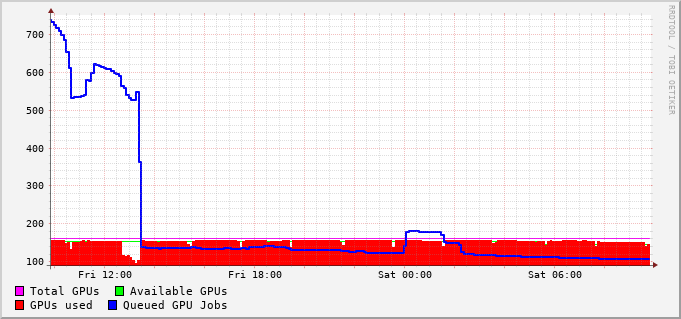 700
600
500
400
300
200
100
Fri 12:00 Fri 18:00 Sat 00:00 Sat 06:00
Total GPUs Available GPUs
GPUs used Queued GPU Jobs
RRDTOOL / TOBI OETIKER